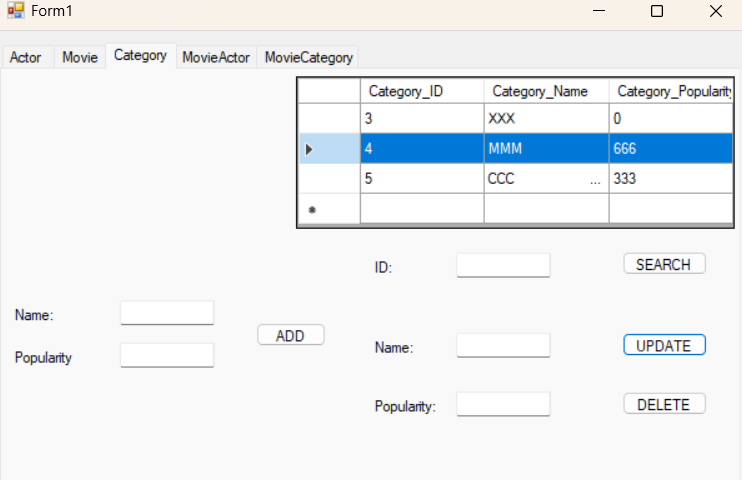 Form1
Actor Movie Category MovieActor MovieCategory
Category_ID Category_Name Category_Popularity
3 XXX 0
4 MMM 666
5 CCC ... 333
ID: SEARCH
Name:
ADD
Popularity
Name: UPDATE
Popularity: DELETE